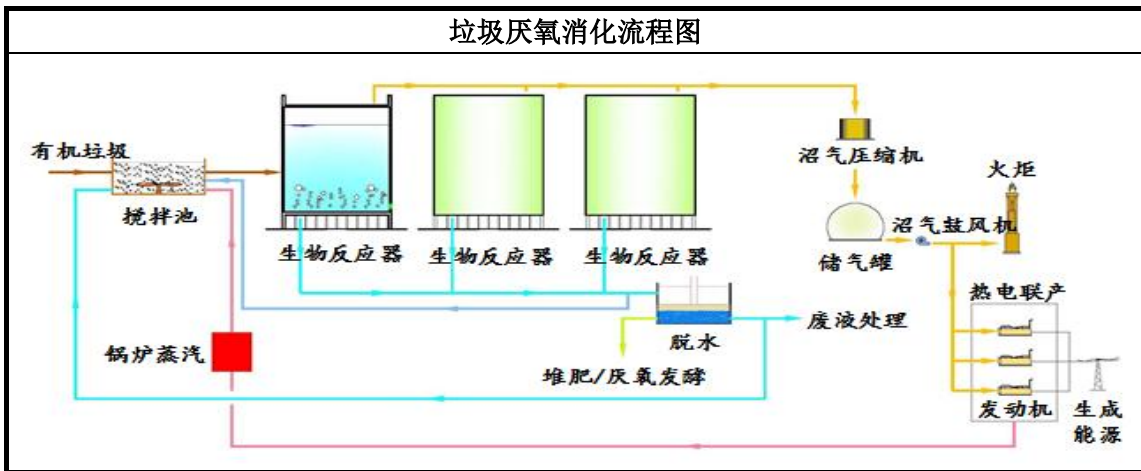 垃圾厌氧消化流程图
有机垃圾
搅拌池
生物反应器
生物反应器
生物反应器
沼气压缩机
火炬
沼气鼓风机
储气罐
热电联产
脱水
废液处理
锅炉蒸汽
堆肥/厌氧发酵
发动机
生成
能源